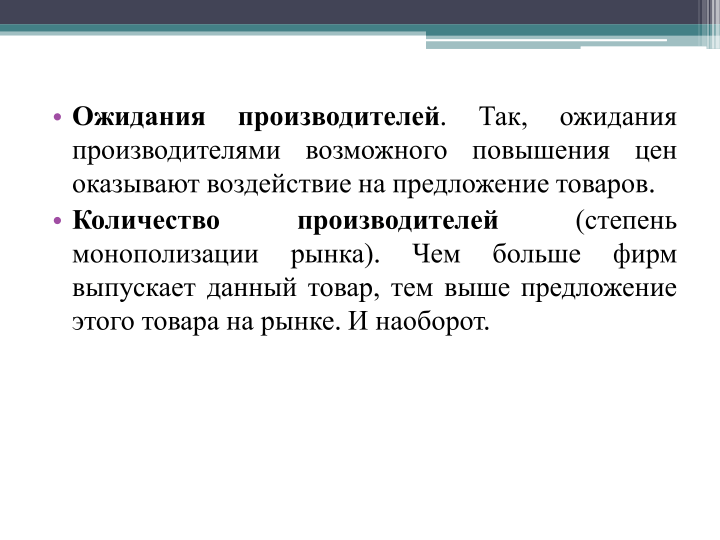 • Ожидания производителей. Так, ожидания
производителями возможного повышения цен
оказывают воздействие на предложение товаров.
• Количество производителей (степень
монополизации рынка). Чем больше фирм
выпускает данный товар, тем выше предложение
этого товара на рынке. И наоборот.